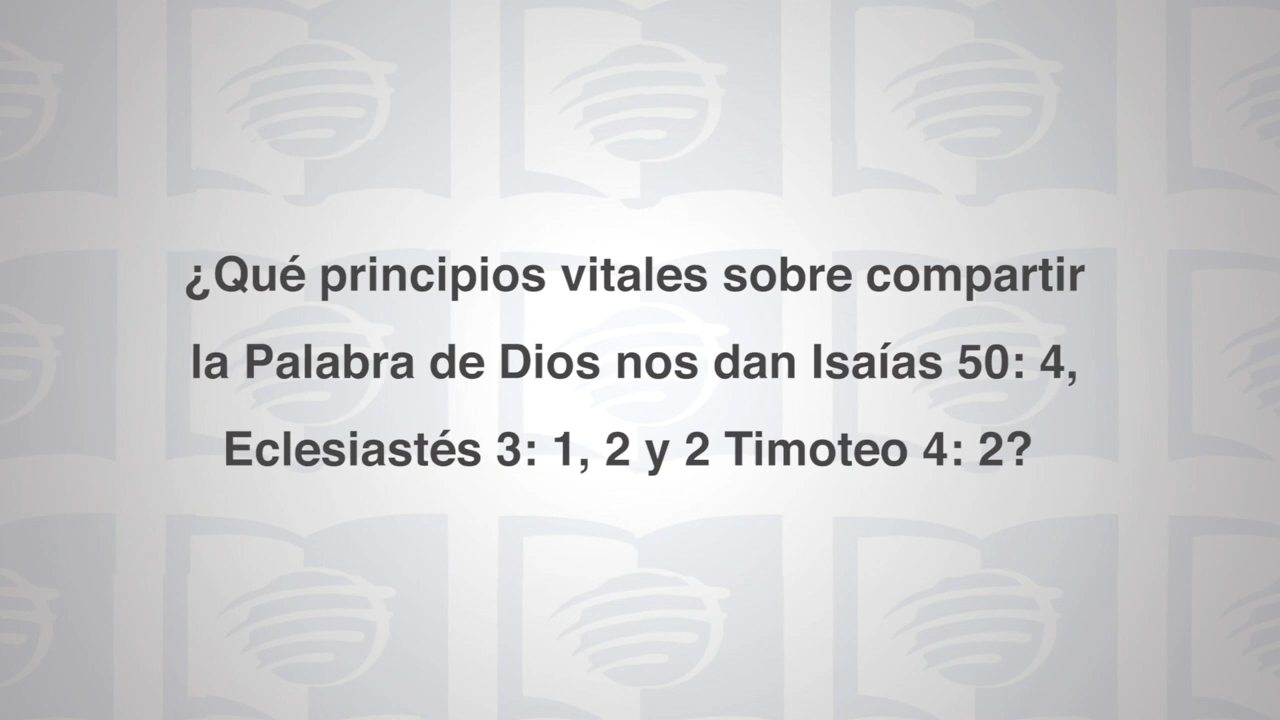 ¿Qué principios vitales sobre compartir
la Palabra de Dios nos dan Isaías 50: 4,
Eclesiastés 3: 1, 2 y 2 Timoteo 4: 2?